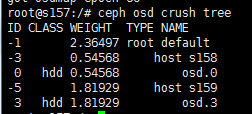 root@s157:/# ceph osd crush tree
ID CLASS WEIGHT  TYPE NAME
-1       2.36497 root default
-3       0.54568     host s158
 0   hdd 0.54568         osd.0
-5       1.81929     host s159
 3   hdd 1.81929         osd.3